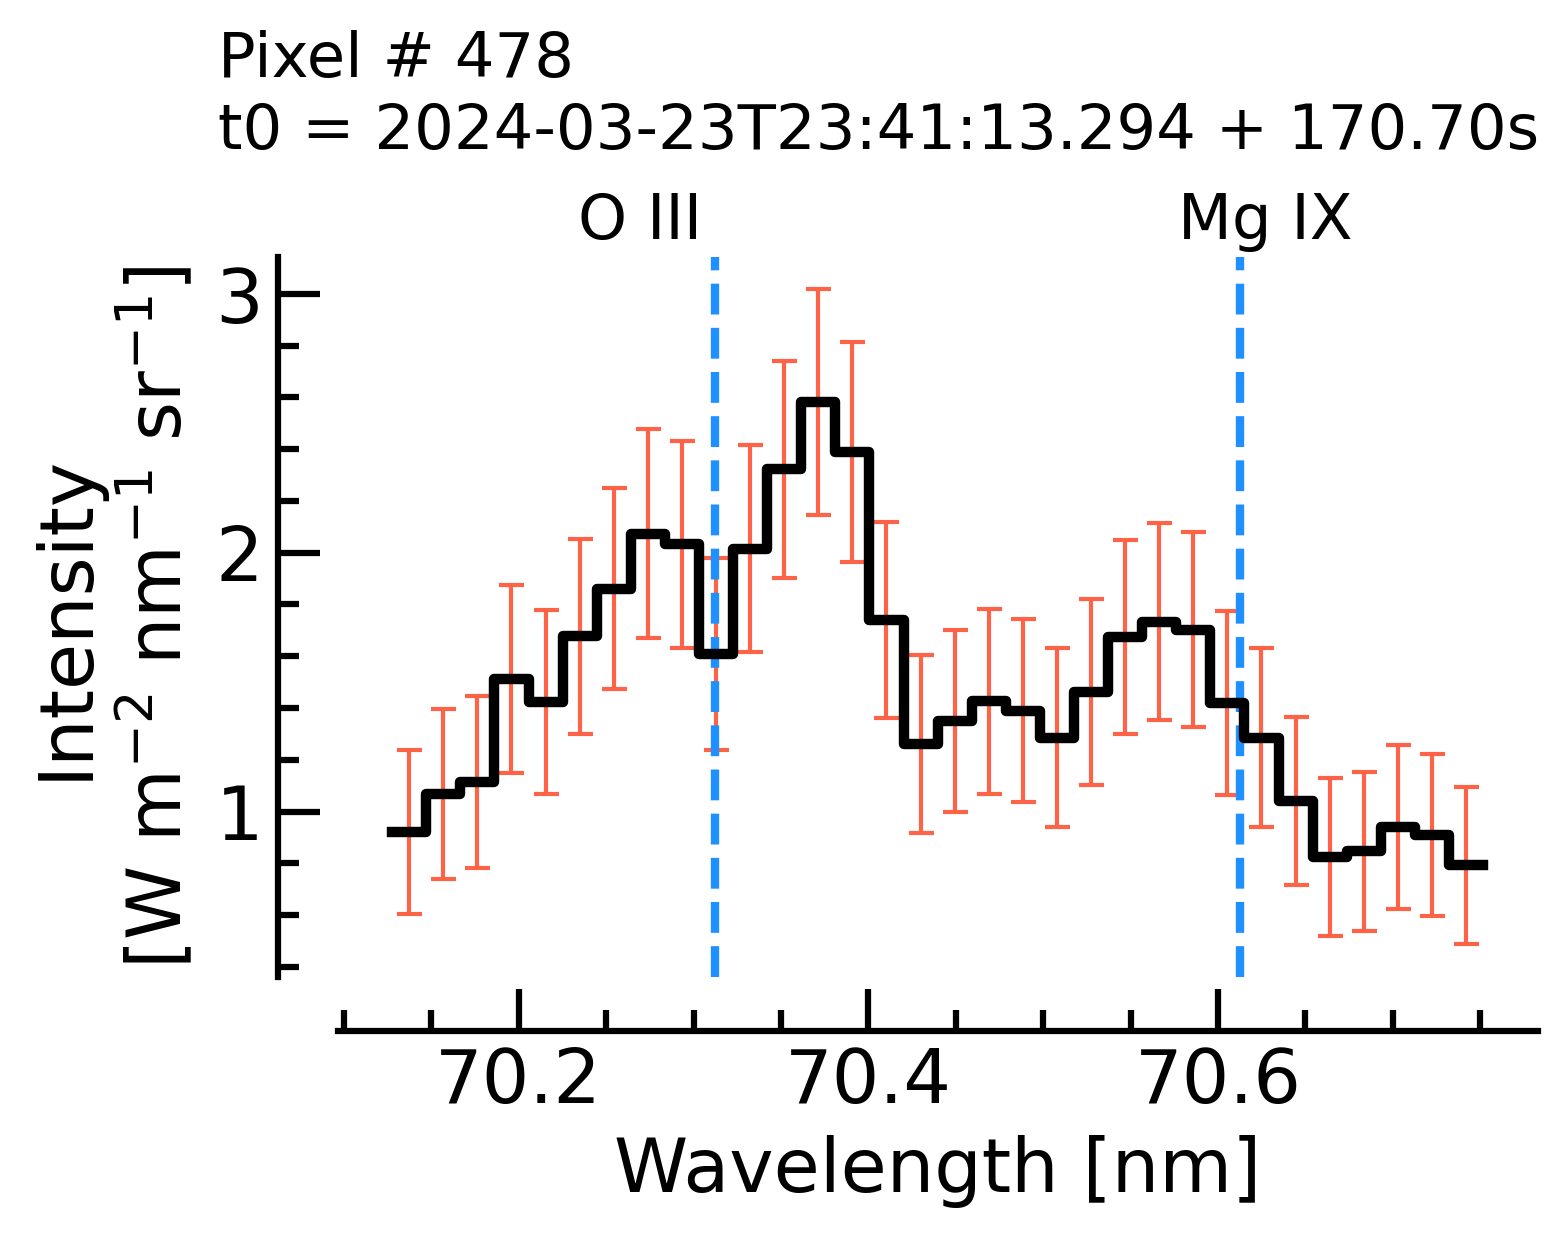 Pixel # 478
t0 = 2024-03-23T23:41:13.294 + 170.70s
O III
Mg IX
Intensity
[W m⁻² nm⁻¹ sr⁻¹]
3
2
1
70.2 70.4 70.6
Wavelength [nm]